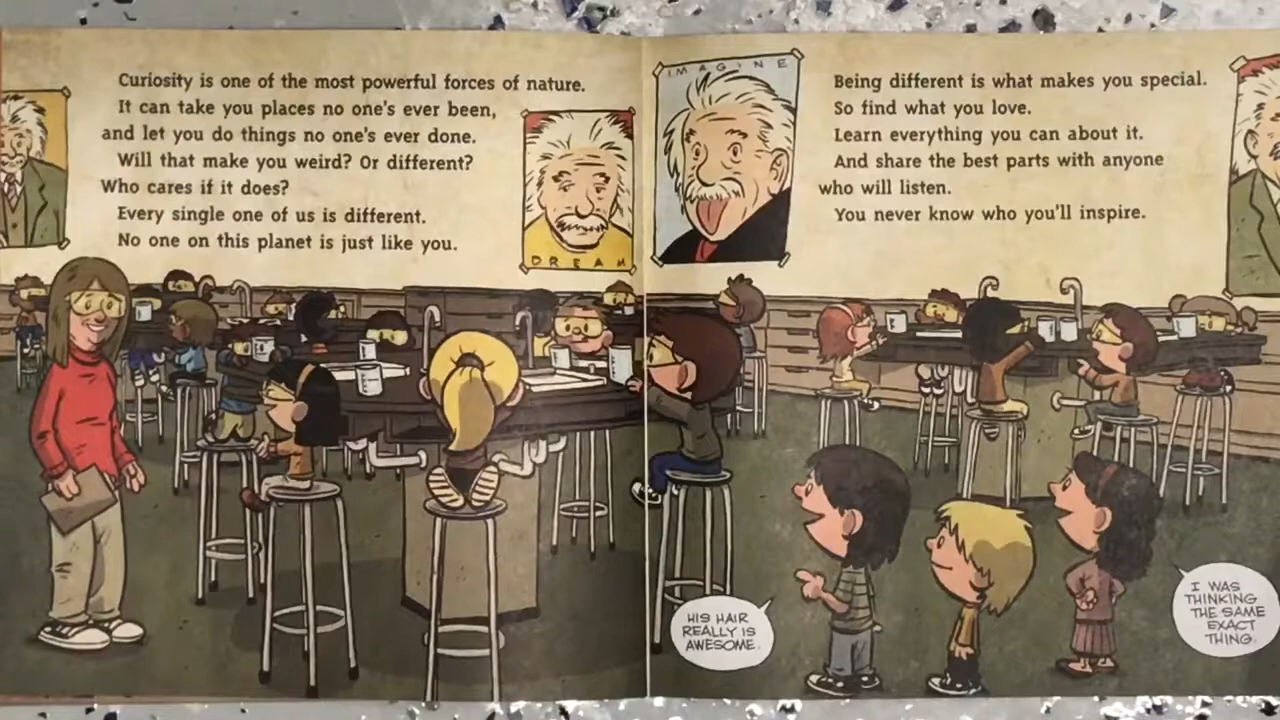 Curiosity is one of the most powerful forces of nature.
It can take you places no one's ever been,
and let you do things no one's ever done.
Will that make you weird? Or different?
Who cares if it does?
Every single one of us is different.
No one on this planet is just like you.
DREAM
IMAGINE
Being different is what makes you special.
So find what you love.
Learn everything you can about it.
And share the best parts with anyone
who will listen.
You never know who you'll inspire.
HIS HAIR
REALLY IS
AWESOME.
I WAS
THINKING
THE SAME
EXACT
THING.